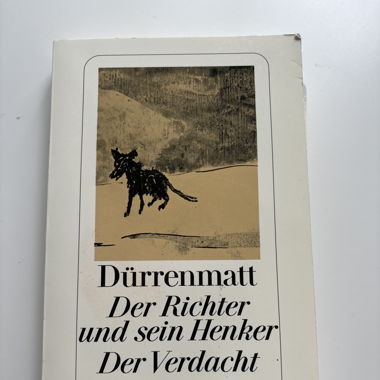 Dürrenmatt
Der Richter
und sein Henker
Der Verdacht